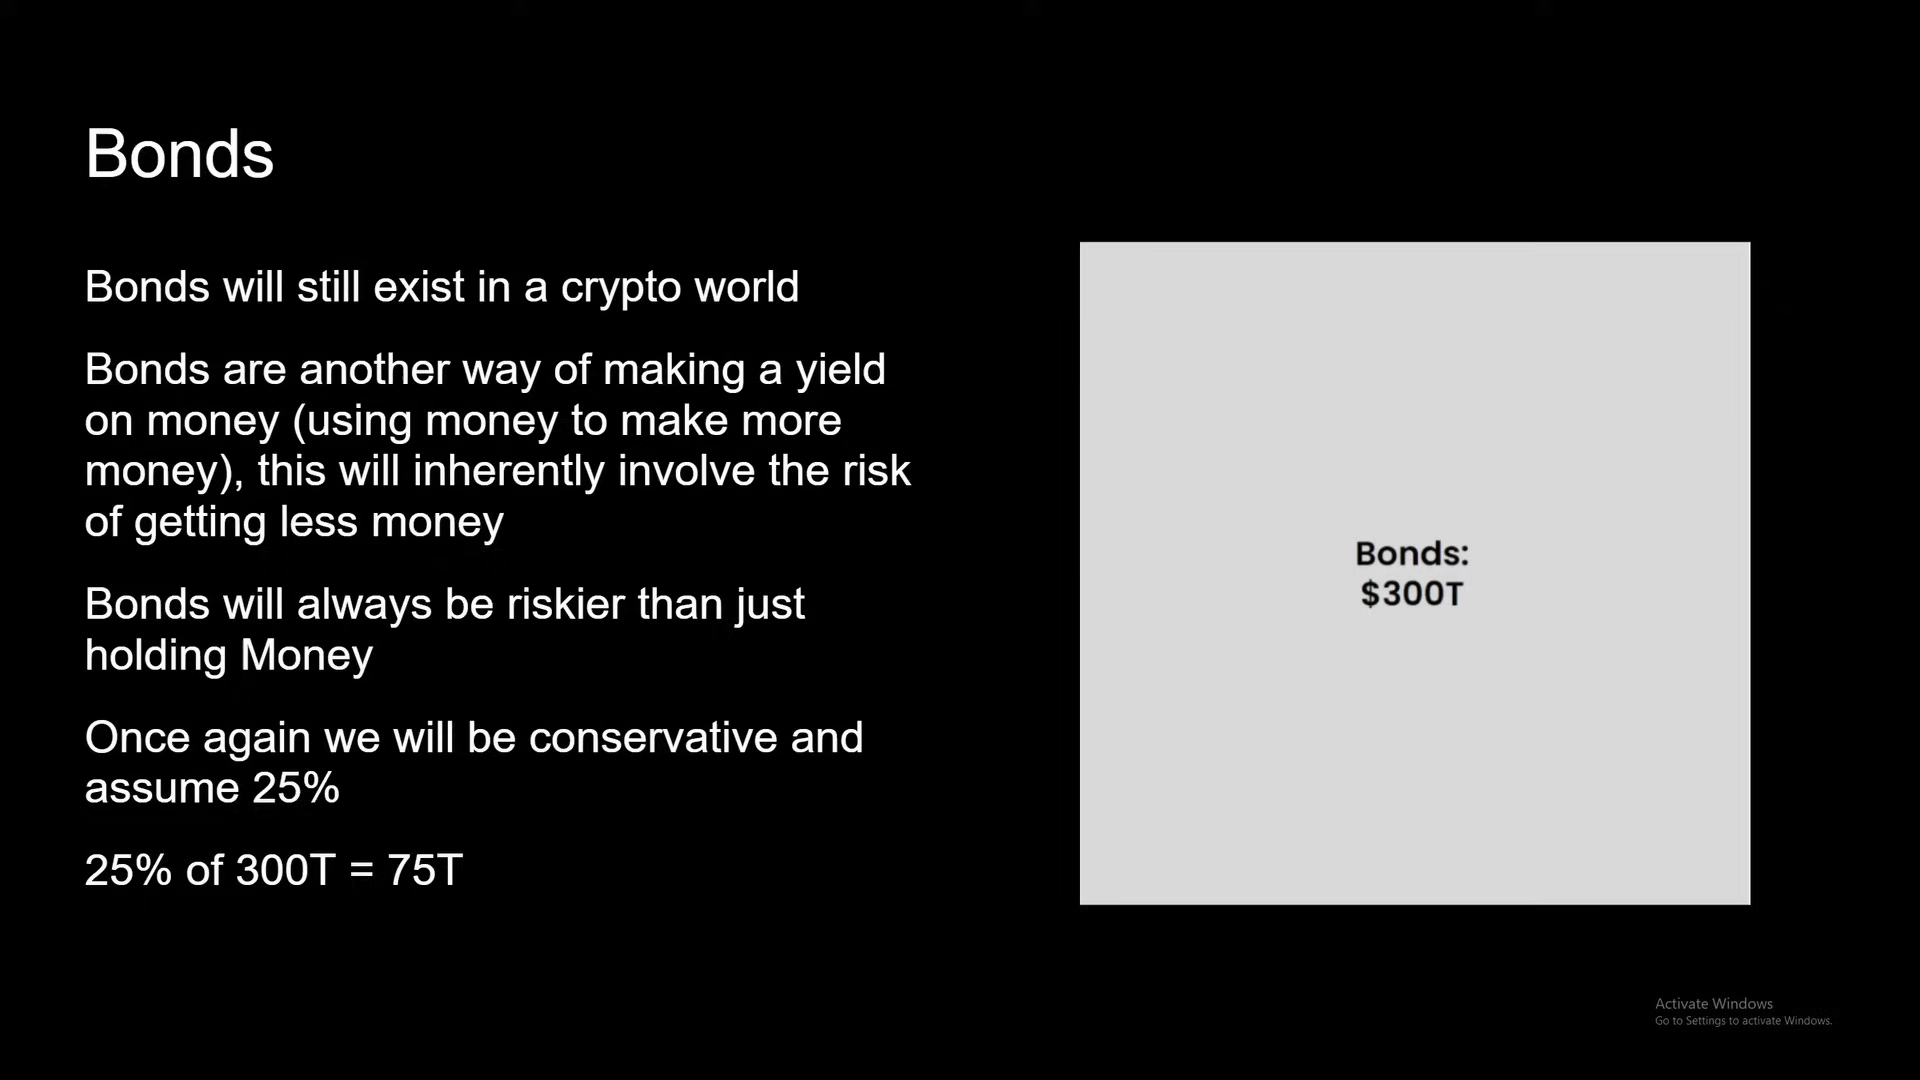 Bonds
Bonds will still exist in a crypto world
Bonds are another way of making a yield
on money (using money to make more
money), this will inherently involve the risk
of getting less money
Bonds will always be riskier than just
holding Money
Once again we will be conservative and
assume 25%
25% of 300T = 75T
Bonds:
$300T
Activate Windows
Go to Settings to activate Windows.